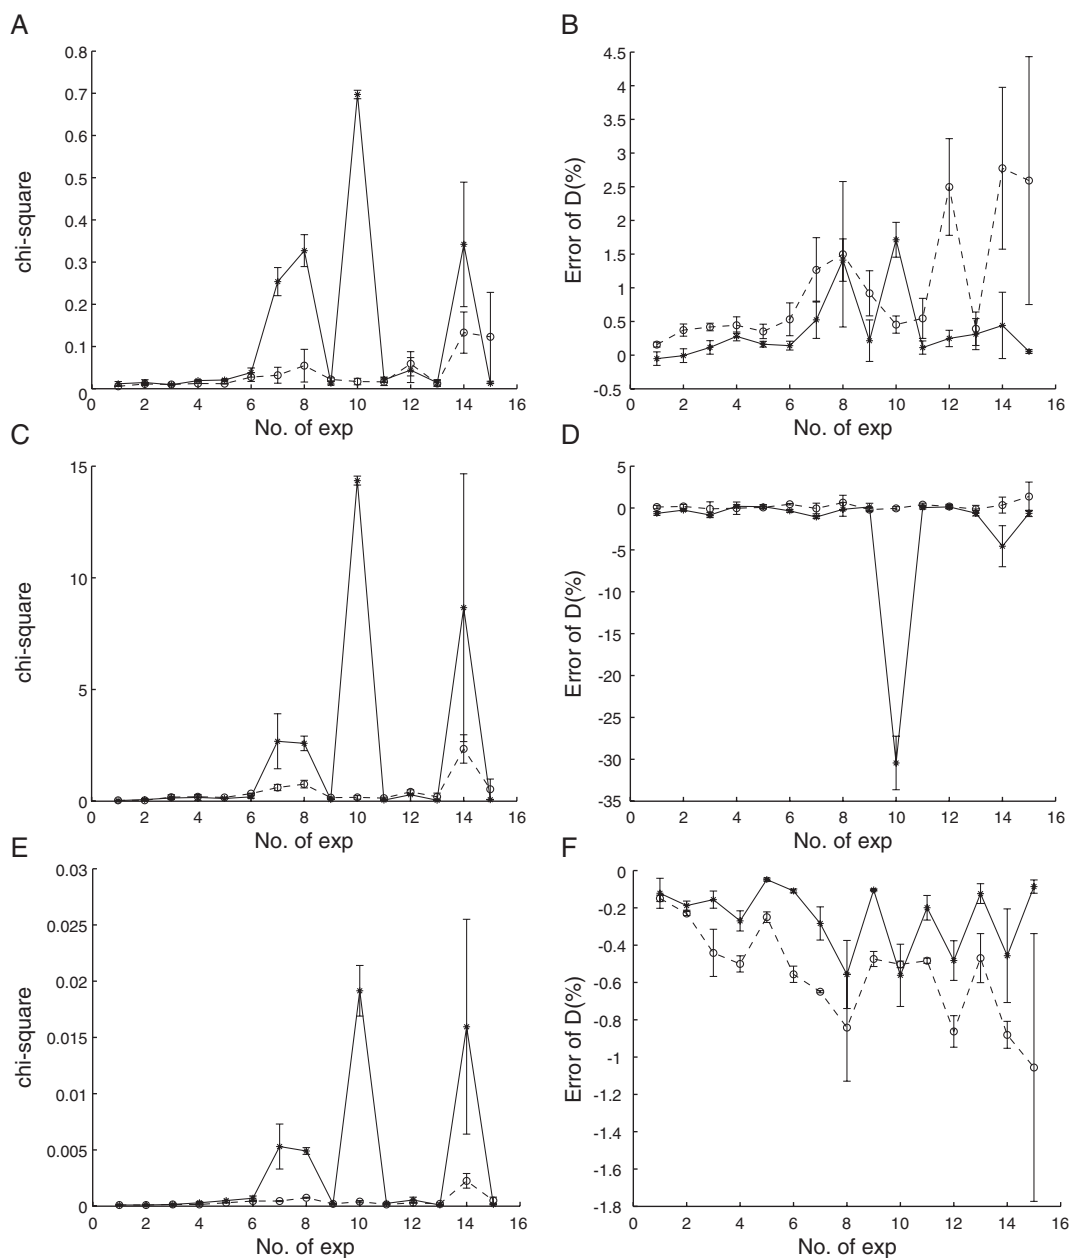 A
0.8
0.7
0.6
0.5
0.4
0.3
0.2
0.1
0
chi-square
0 2 4 6 8 10 12 14 16
No. of exp
B
4.5
4
3.5
3
2.5
2
1.5
1
0.5
0
-0.5
Error of D(%)
0 2 4 6 8 10 12 14 16
No. of exp
C
15
10
5
0
chi-square
0 2 4 6 8 10 12 14 16
No. of exp
D
5
0
-5
-10
-15
-20
-25
-30
-35
Error of D(%)
0 2 4 6 8 10 12 14 16
No. of exp
E
0.03
0.025
0.02
0.015
0.01
0.005
0
chi-square
0 2 4 6 8 10 12 14 16
No. of exp
F
0
-0.2
-0.4
-0.6
-0.8
-1
-1.2
-1.4
-1.6
-1.8
Error of D(%)
0 2 4 6 8 10 12 14 16
No. of exp